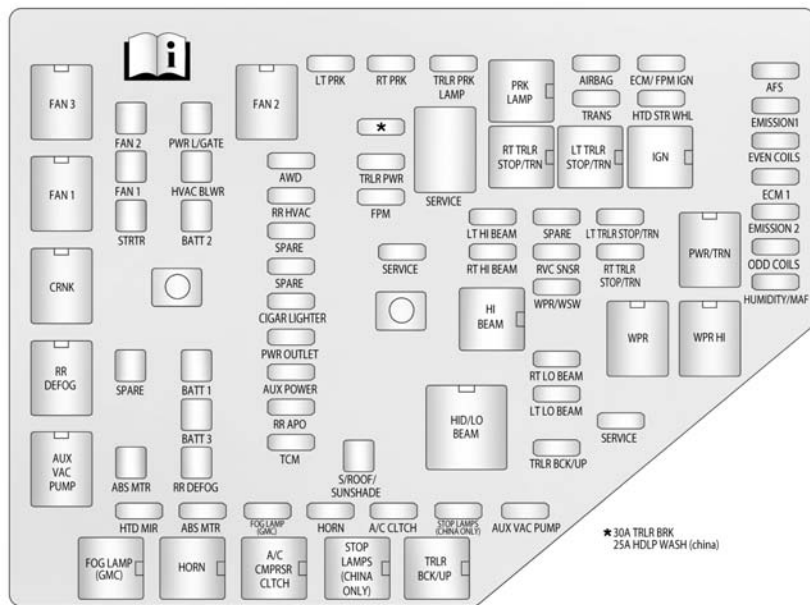 LT PRK
RT PRK
TRLR PRK
LAMP
PRK
LAMP
AIRBAG
ECM/ FPM IGN
AFS
FAN 3
FAN 2
FAN 2
PWR L/GATE
*
TRANS
HTD STR WHL
EMISSION1
RT TRLR
STOP/TRN
LT TRLR
STOP/TRN
IGN
EVEN COILS
AWD
TRLR PWR
FAN 1
FAN 1
HVAC BLWR
RR HVAC
FPM
SERVICE
ECM 1
STRTR
BATT 2
SPARE
LT HI BEAM
SPARE
LT TRLR STOP/TRN
EMISSION 2
SERVICE
RT HI BEAM
RVC SNSR
RT TRLR
STOP/TRN
PWR/TRN
ODD COILS
CRNK
SPARE
WPR/WSW
HUMIDITY/MAF
CIGAR LIGHTER
HI
BEAM
WPR
WPR HI
PWR OUTLET
RR
DEFOG
SPARE
BATT 1
AUX POWER
RT LO BEAM
RR APO
LT LO BEAM
BATT 3
HID/LO
BEAM
SERVICE
TCM
AUX
VAC
PUMP
ABS MTR
RR DEFOG
S/ROOF/
SUNSHADE
TRLR BCK/UP
HTD MIR
ABS MTR
FOG LAMP
(GMC)
HORN
A/C CLTCH
STOP LAMPS
(CHINA ONLY)
AUX VAC PUMP
* 30A TRLR BRK
25A HDLP WASH (china)
FOG LAMP
(GMC)
HORN
A/C
CMPRSR
CLTCH
STOP
LAMPS
(CHINA
ONLY)
TRLR
BCK/UP